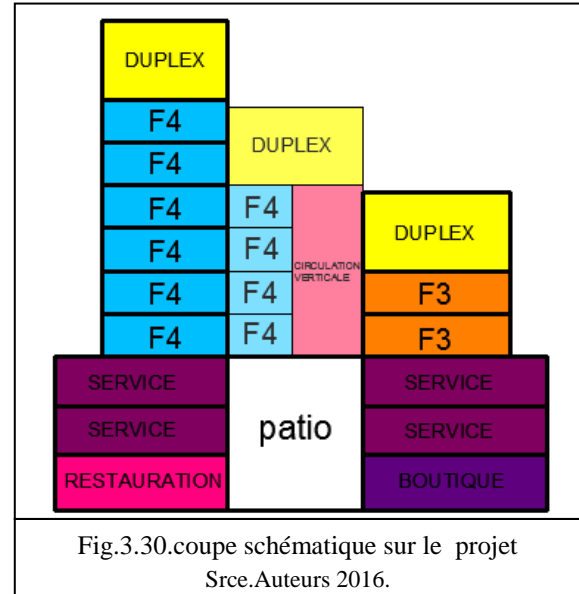 DUPLEX
F4
DUPLEX
F4
F4
F4
DUPLEX
F4
F4
CIRCULATION
VERTICALE
F4
F4
F3
F4
F4
F3
SERVICE
SERVICE
SERVICE
patio
SERVICE
RESTAURATION
BOUTIQUE
Fig.3.30.coupe schématique sur le projet
Srce.Auteurs 2016.